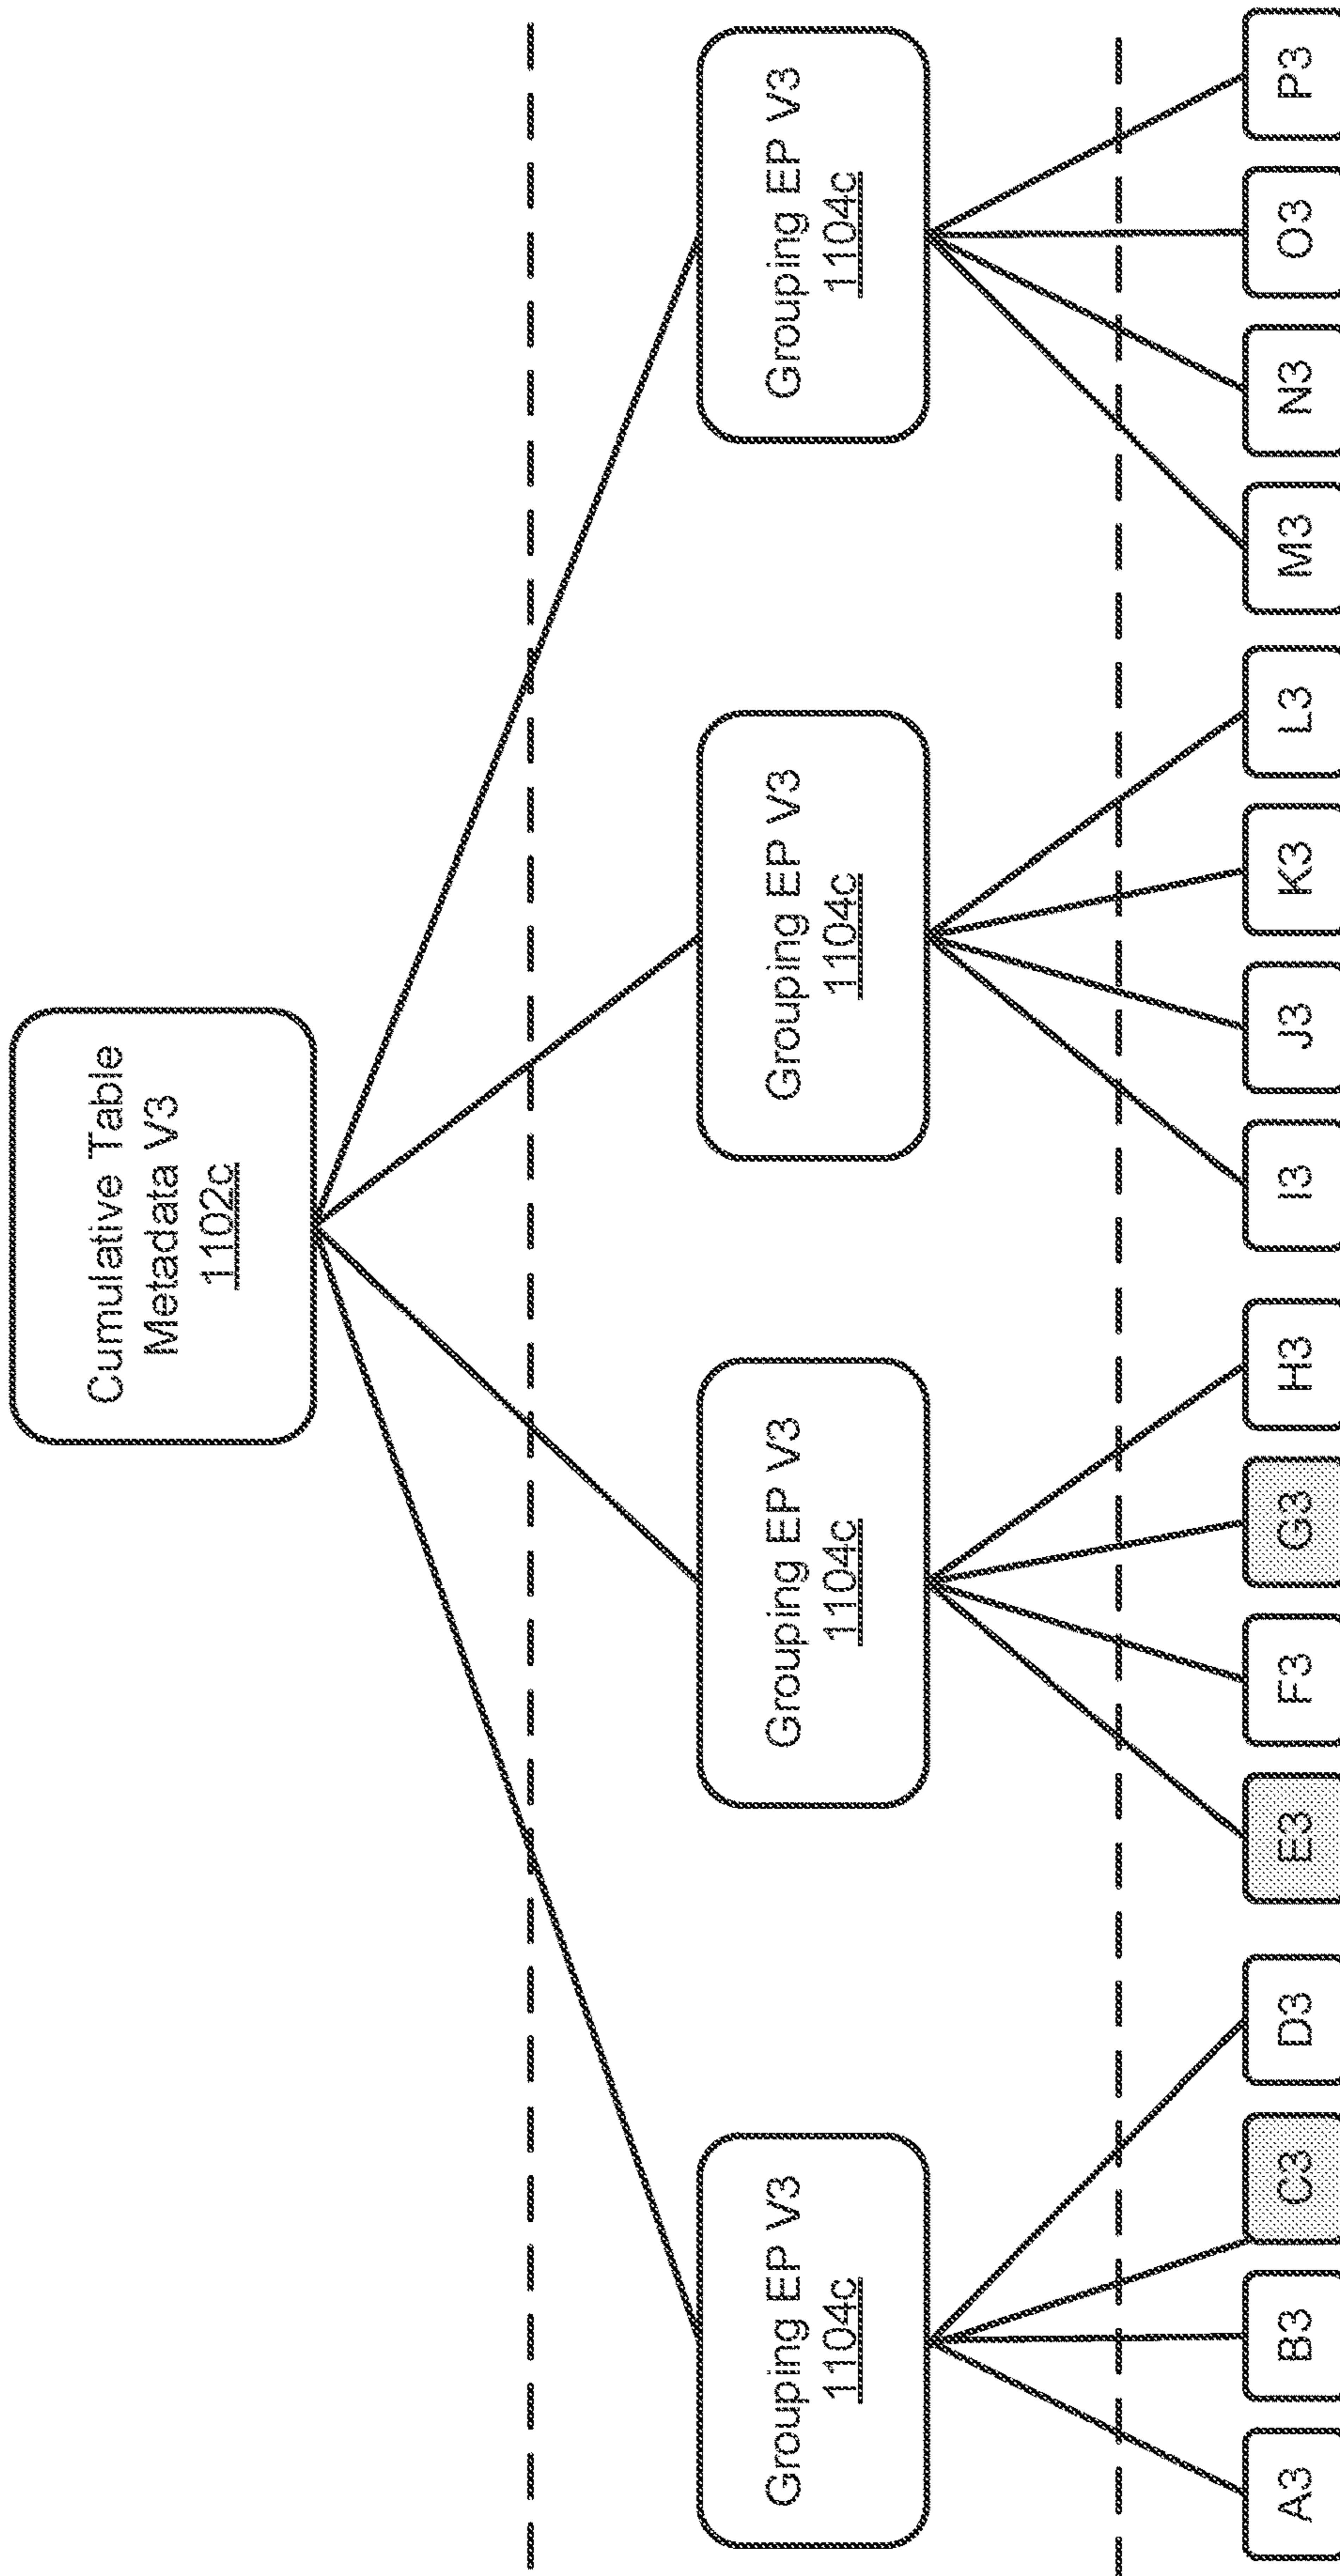 Cumulative Table
Metadata V3
1102c
Grouping EP V3
1104c
Grouping EP V3
1104c
Grouping EP V3
1104c
Grouping EP V3
1104c
A3
B3
C3
D3
E3
F3
G3
H3
I3
J3
K3
L3
M3
N3
O3
P3